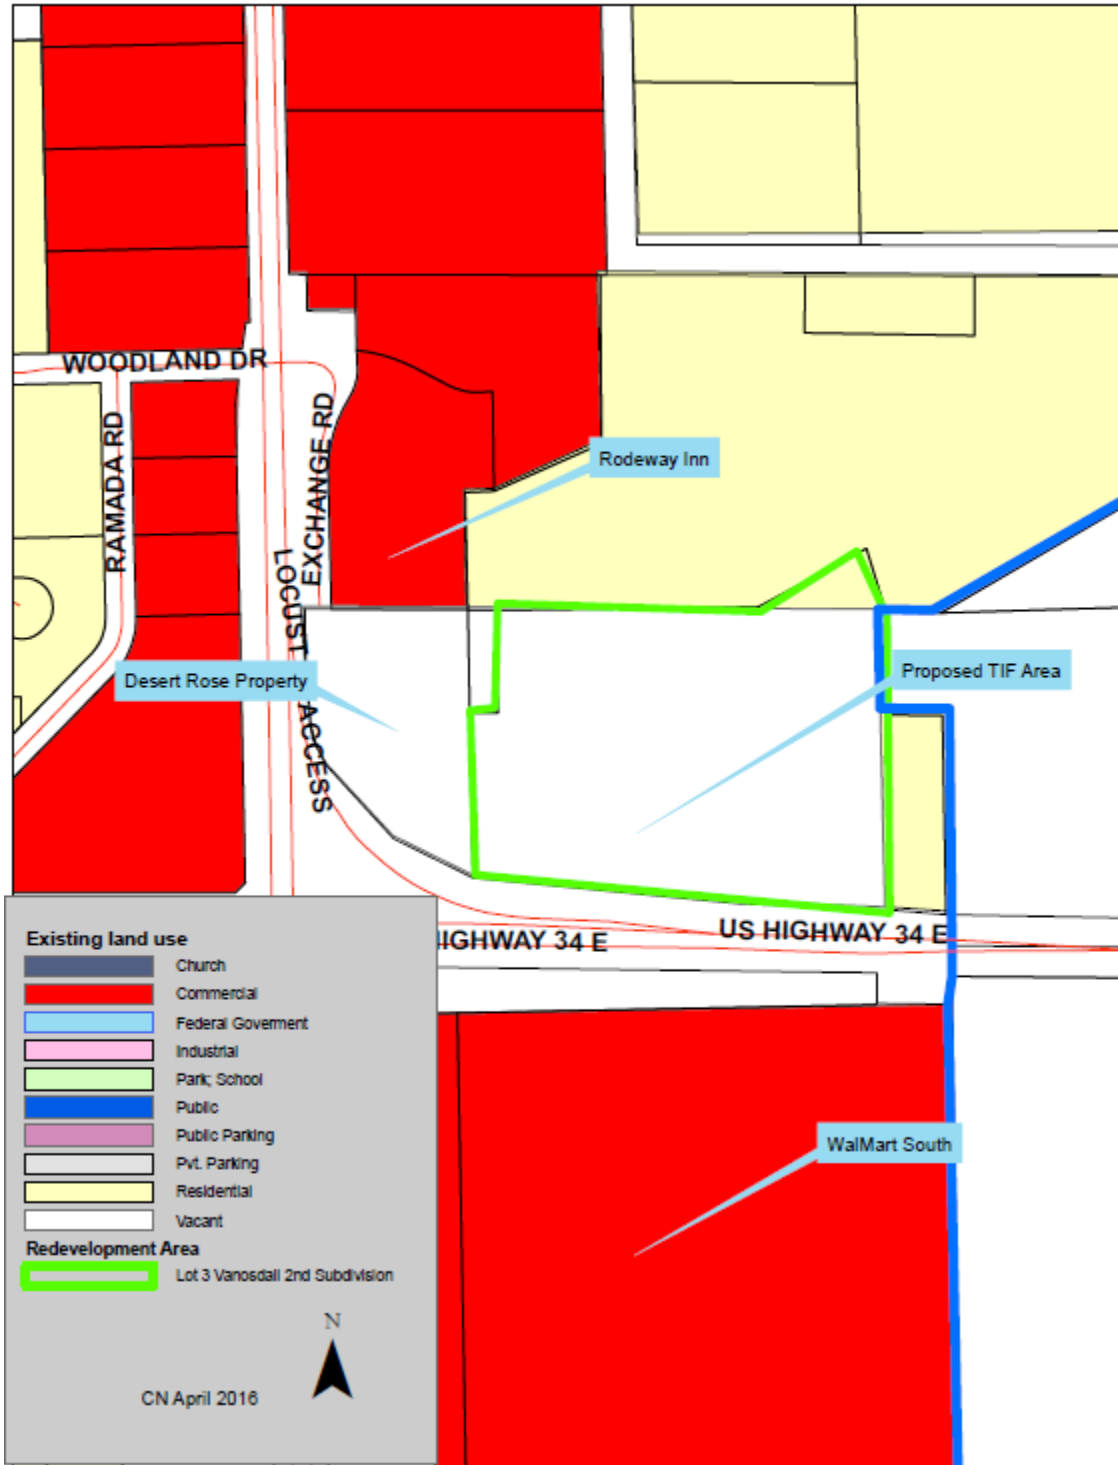 WOODLAND DR
RAMADA RD
EXCHANGE RD
LOCUST ACCESS
Rodeway Inn
Desert Rose Property
Proposed TIF Area
US HIGHWAY 34 E
HIGHWAY 34 E
WalMart South
Existing land use
Church
Commercial
Federal Goverment
Industrial
Park; School
Public
Public Parking
Pvt. Parking
Residential
Vacant
Redevelopment Area
Lot 3 Vanosdall 2nd Subdivision
N
CN April 2016